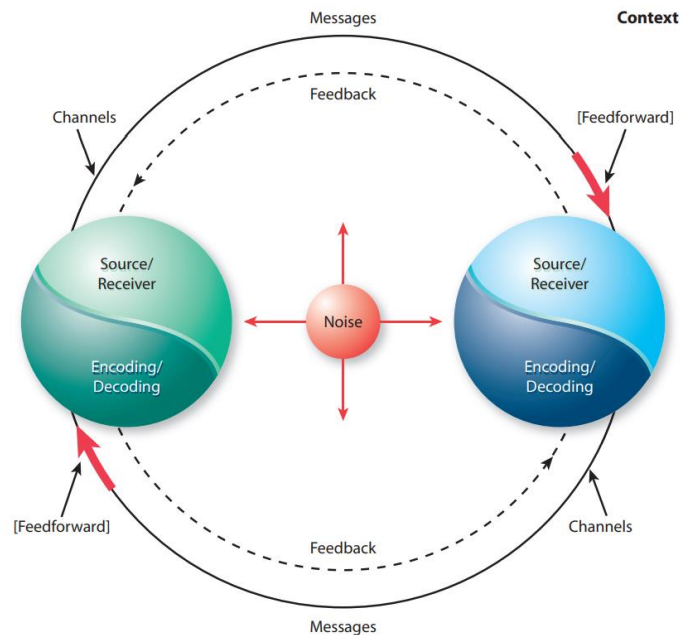 Messages
Context
Feedback
Channels
[Feedforward]
Source/
Receiver
Encoding/
Decoding
Noise
Source/
Receiver
Encoding/
Decoding
[Feedforward]
Channels
Feedback
Messages